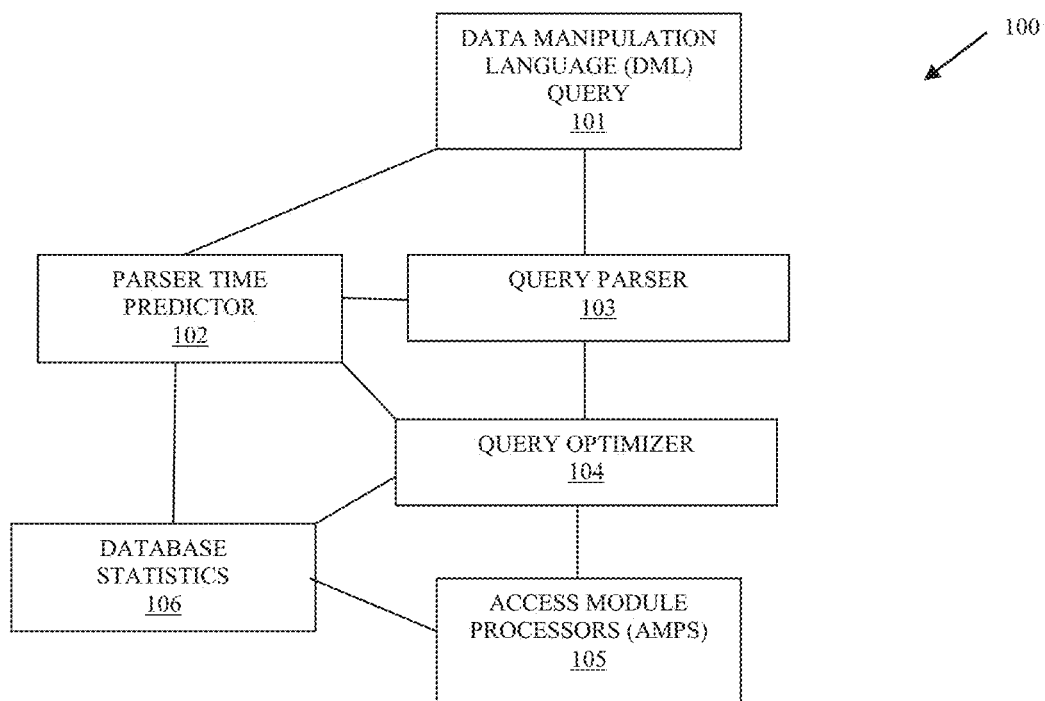 DATA MANIPULATION
LANGUAGE (DML)
QUERY
101
100
PARSER TIME
PREDICTOR
102
QUERY PARSER
103
QUERY OPTIMIZER
104
DATABASE
STATISTICS
106
ACCESS MODULE
PROCESSORS (AMPS)
105